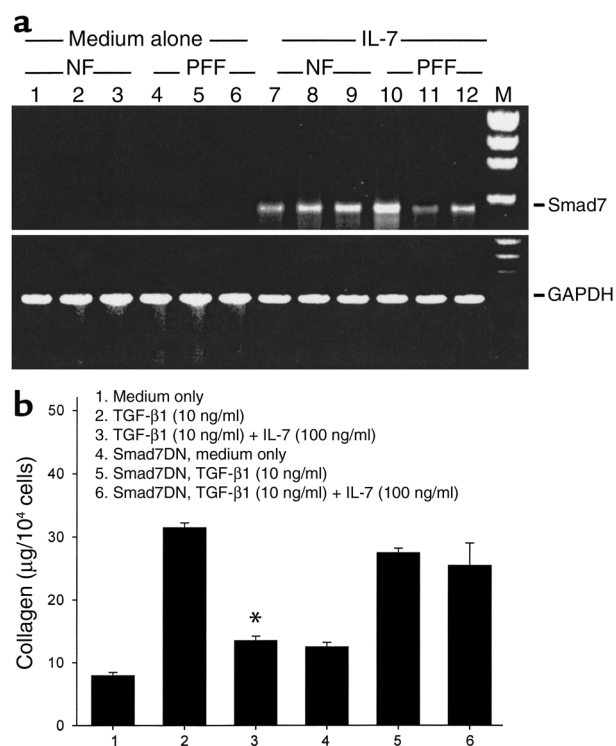 a
Medium alone IL-7
NF PFF NF PFF
1 2 3 4 5 6 7 8 9 10 11 12 M
Smad7
GAPDH
b
1. Medium only
2. TGF-β1 (10 ng/ml)
3. TGF-β1 (10 ng/ml) + IL-7 (100 ng/ml)
4. Smad7DN, medium only
5. Smad7DN, TGF-β1 (10 ng/ml)
6. Smad7DN, TGF-β1 (10 ng/ml) + IL-7 (100 ng/ml)
Collagen (μg/10⁴ cells)
50
40
30
20
10
0
*
1 2 3 4 5 6